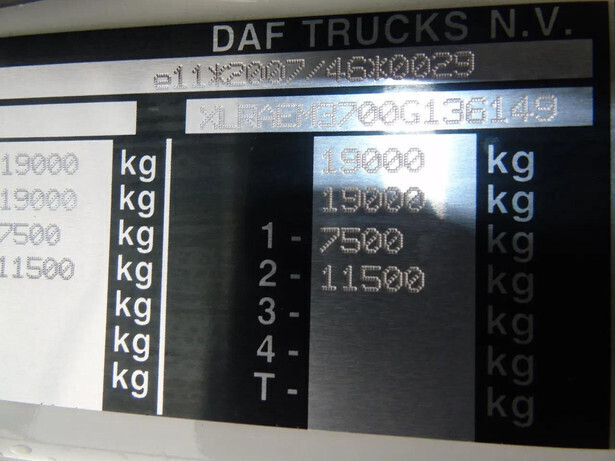 DAF TRUCKS N.V.
e11*2007/46*0029
XLRAEM3700G136149
19000 kg 19000 kg
19000 kg 19000 kg
7500 kg 1 - 7500 kg
11500 kg 2 - 11500 kg
kg 3 - kg
kg 4 - kg
kg T - kg